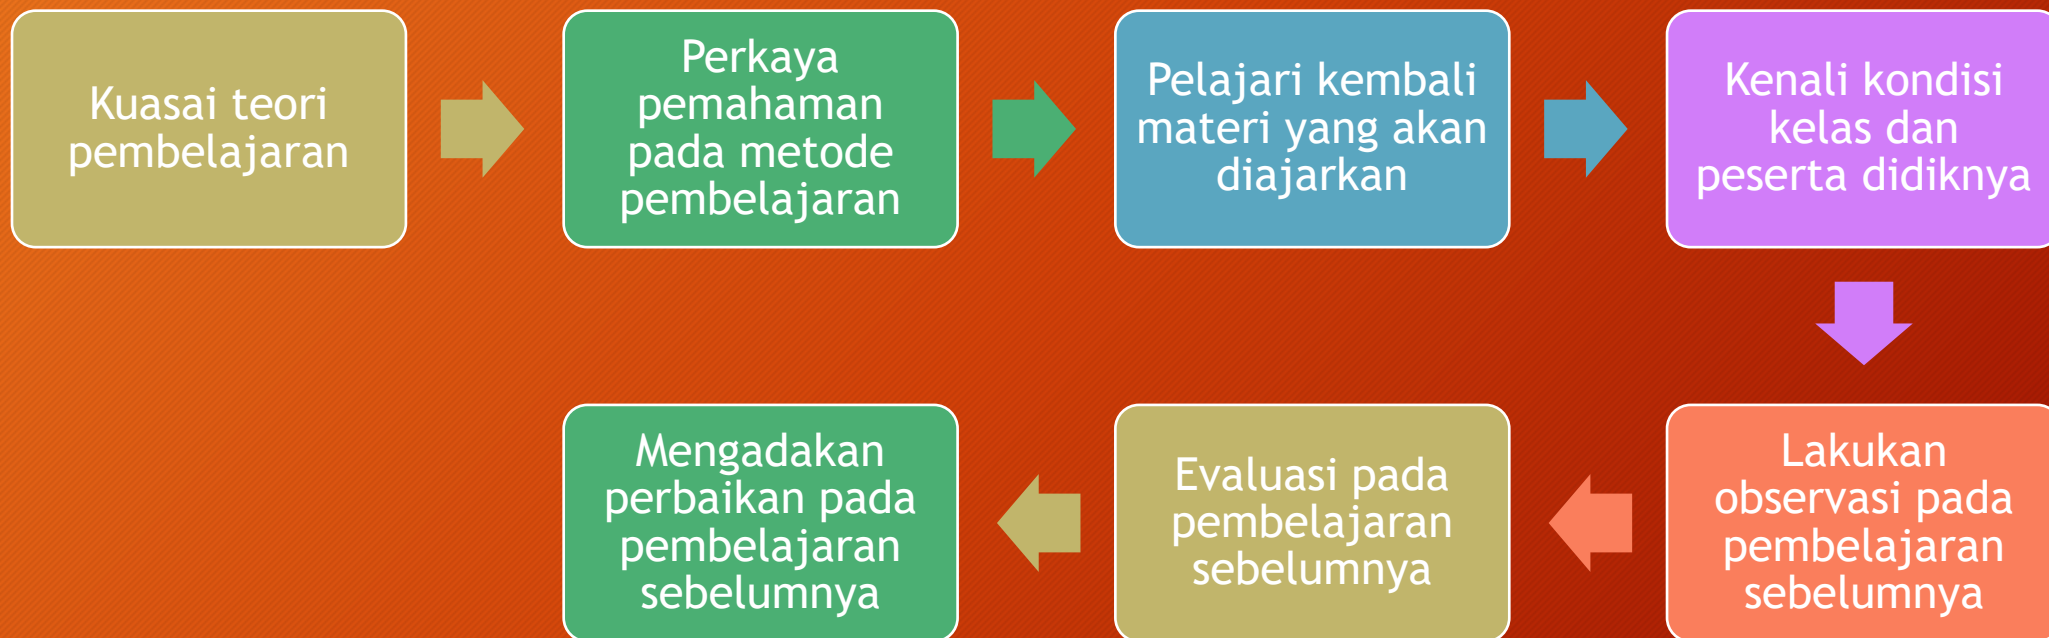 Kuasai teori
pembelajaran
Perkaya
pemahaman
pada metode
pembelajaran
Pelajari kembali
materi yang akan
diajarkan
Kenali kondisi
kelas dan
peserta didiknya
Lakukan
observasi pada
pembelajaran
sebelumnya
Evaluasi pada
pembelajaran
sebelumnya
Mengadakan
perbaikan pada
pembelajaran
sebelumnya